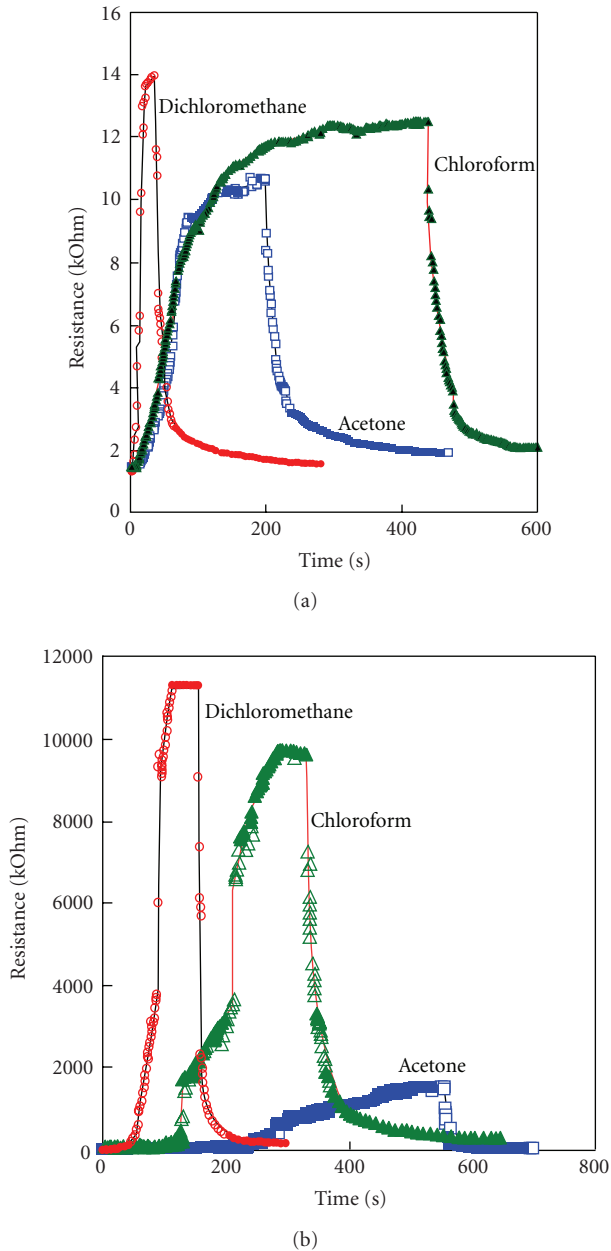 16
14
12
10
8
6
4
2
0
Resistance (kOhm)
Dichloromethane
Chloroform
Acetone
0 200 400 600
Time (s)
(a)
12000
10000
8000
6000
4000
2000
0
Resistance (kOhm)
Dichloromethane
Chloroform
Acetone
0 200 400 600 800
Time (s)
(b)